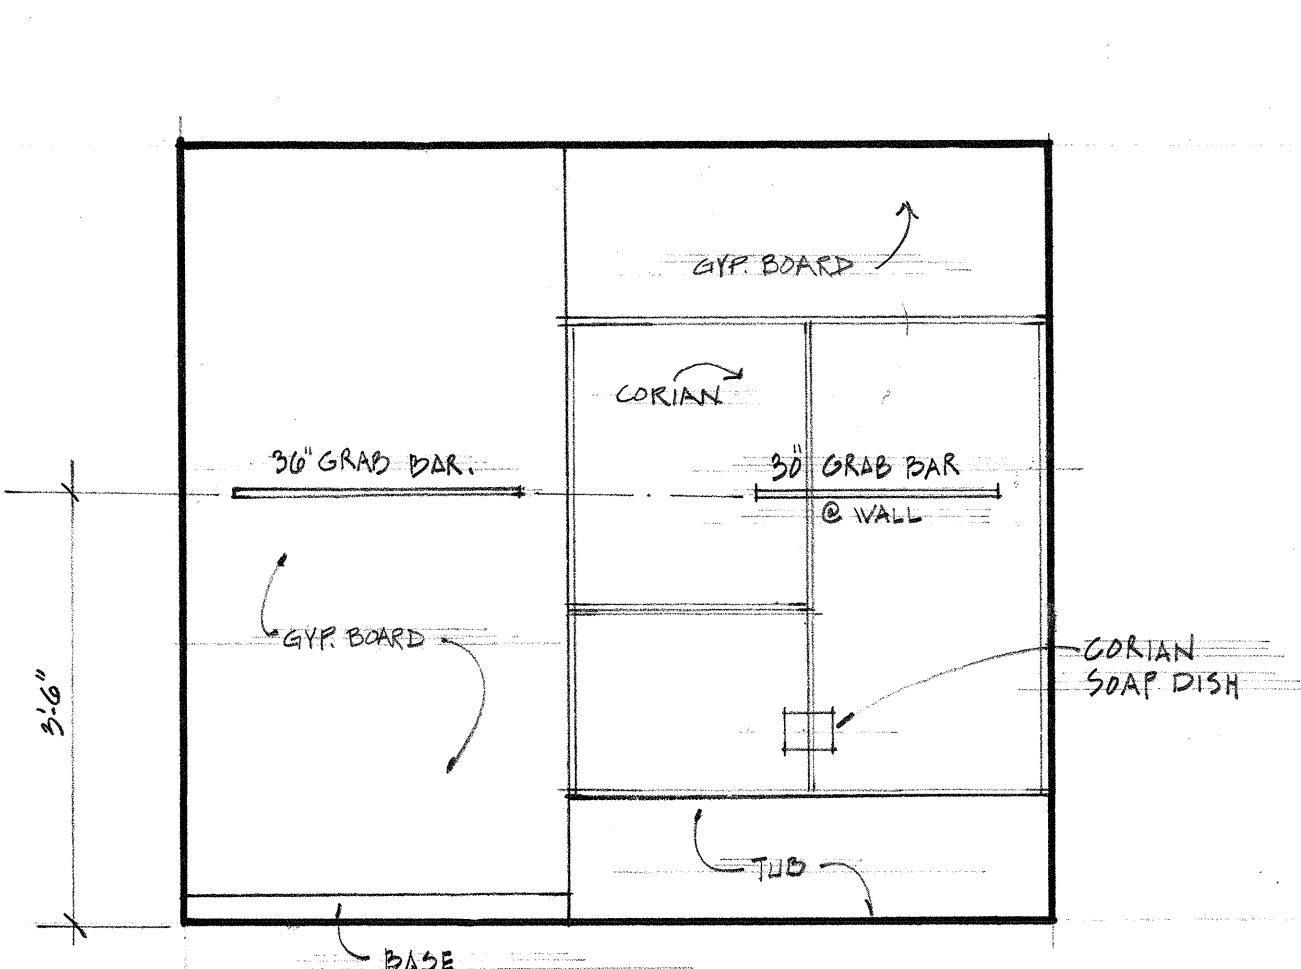 GYP. BOARD
CORIAN
36" GRAB BAR.
30" GRAB BAR
@ WALL
GYP. BOARD
CORIAN
SOAP DISH
3'-6"
TUB
BASE